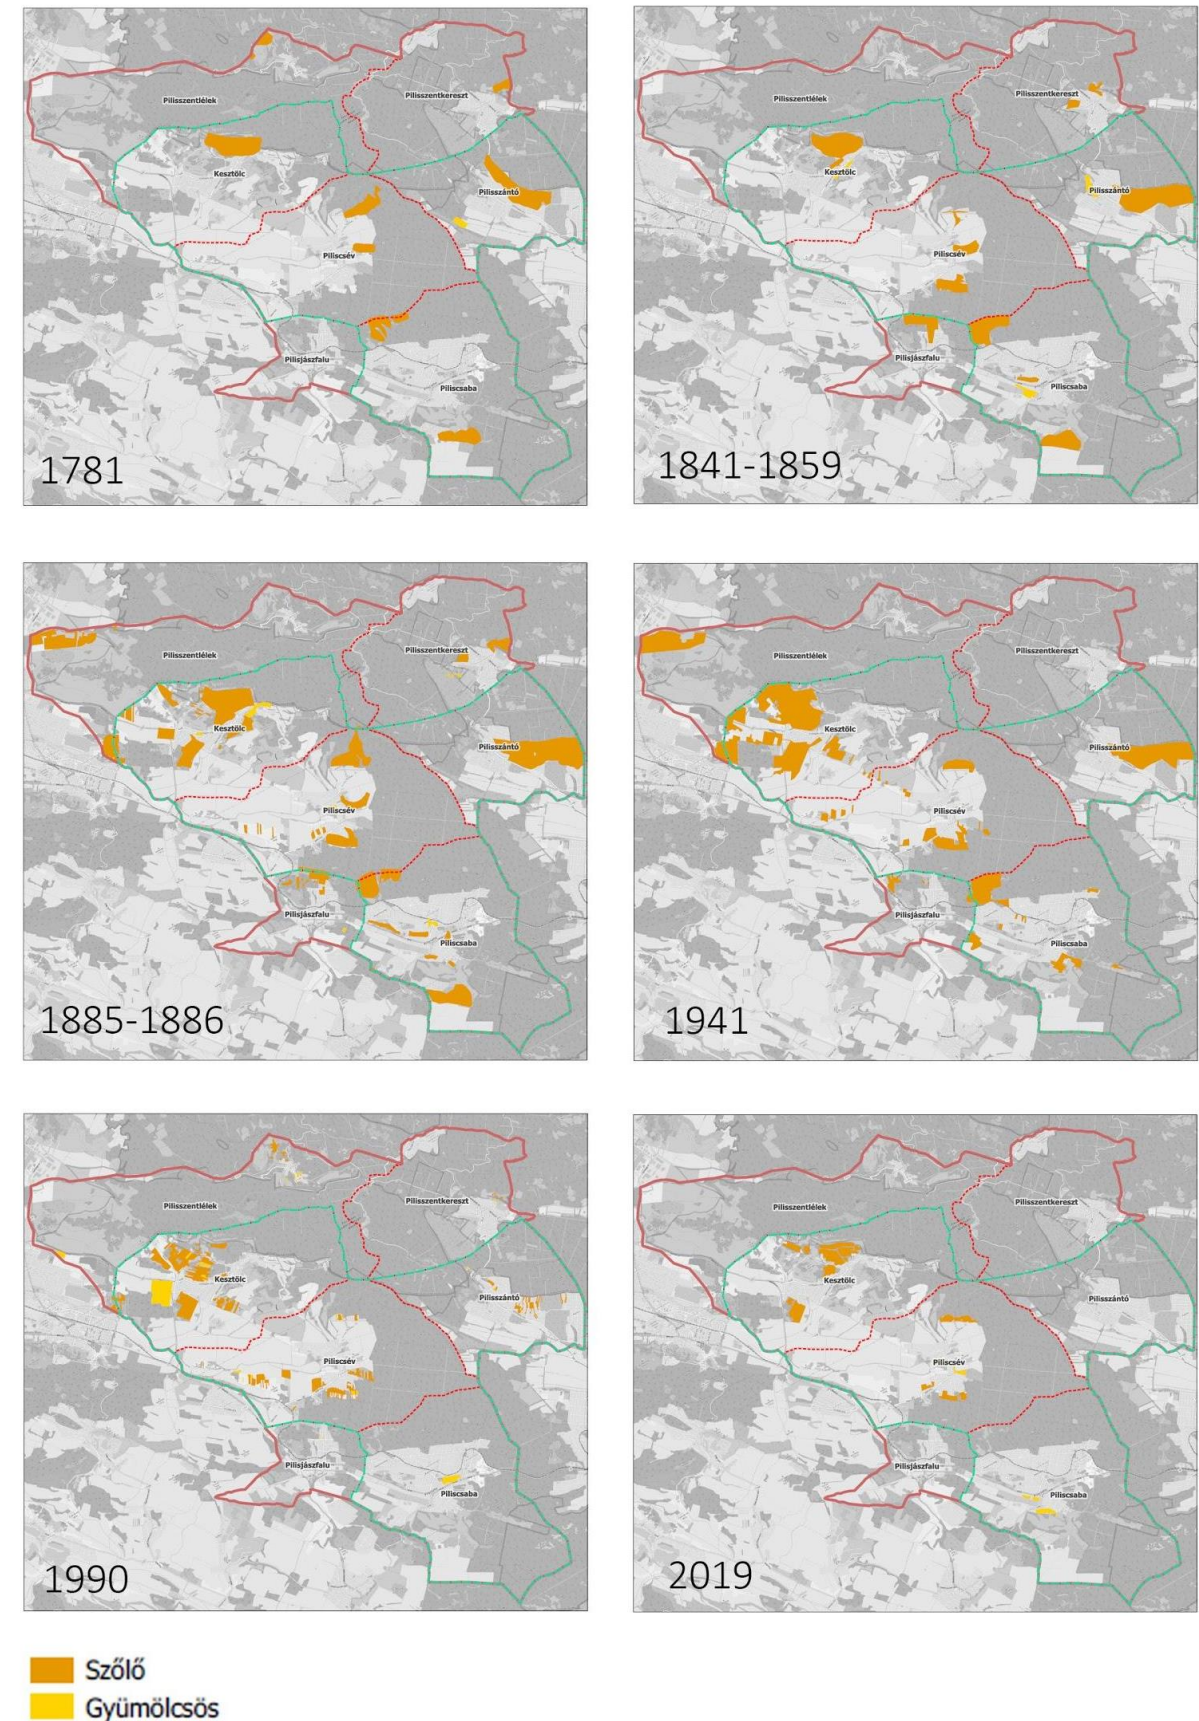 Pilisszentlélek
Pilisszentkereszt
Kesztölc
Pilisszántó
Piliscsév
Pilisjászfalu
Piliscsaba
1781
Pilisszentkereszt
Kesztölc
Pilisszántó
Piliscsév
Pilisjászfalu
Piliscsaba
1841-1859
Pilisszentlélek
Pilisszentkereszt
Kesztölc
Pilisszántó
Piliscsév
Pilisjászfalu
Piliscsaba
1885-1886
Pilisszentlélek
Pilisszentkereszt
Pilisszántó
Piliscsév
Pilisjászfalu
Piliscsaba
1941
Pilisszentlélek
Pilisszentkereszt
Kesztölc
Pilisszántó
Piliscsév
Pilisjászfalu
Piliscsaba
1990
Pilisszentlélek
Pilisszentkereszt
Kesztölc
Pilisszántó
Piliscsév
Pilisjászfalu
Piliscsaba
2019
Szőlő
Gyümölcsös